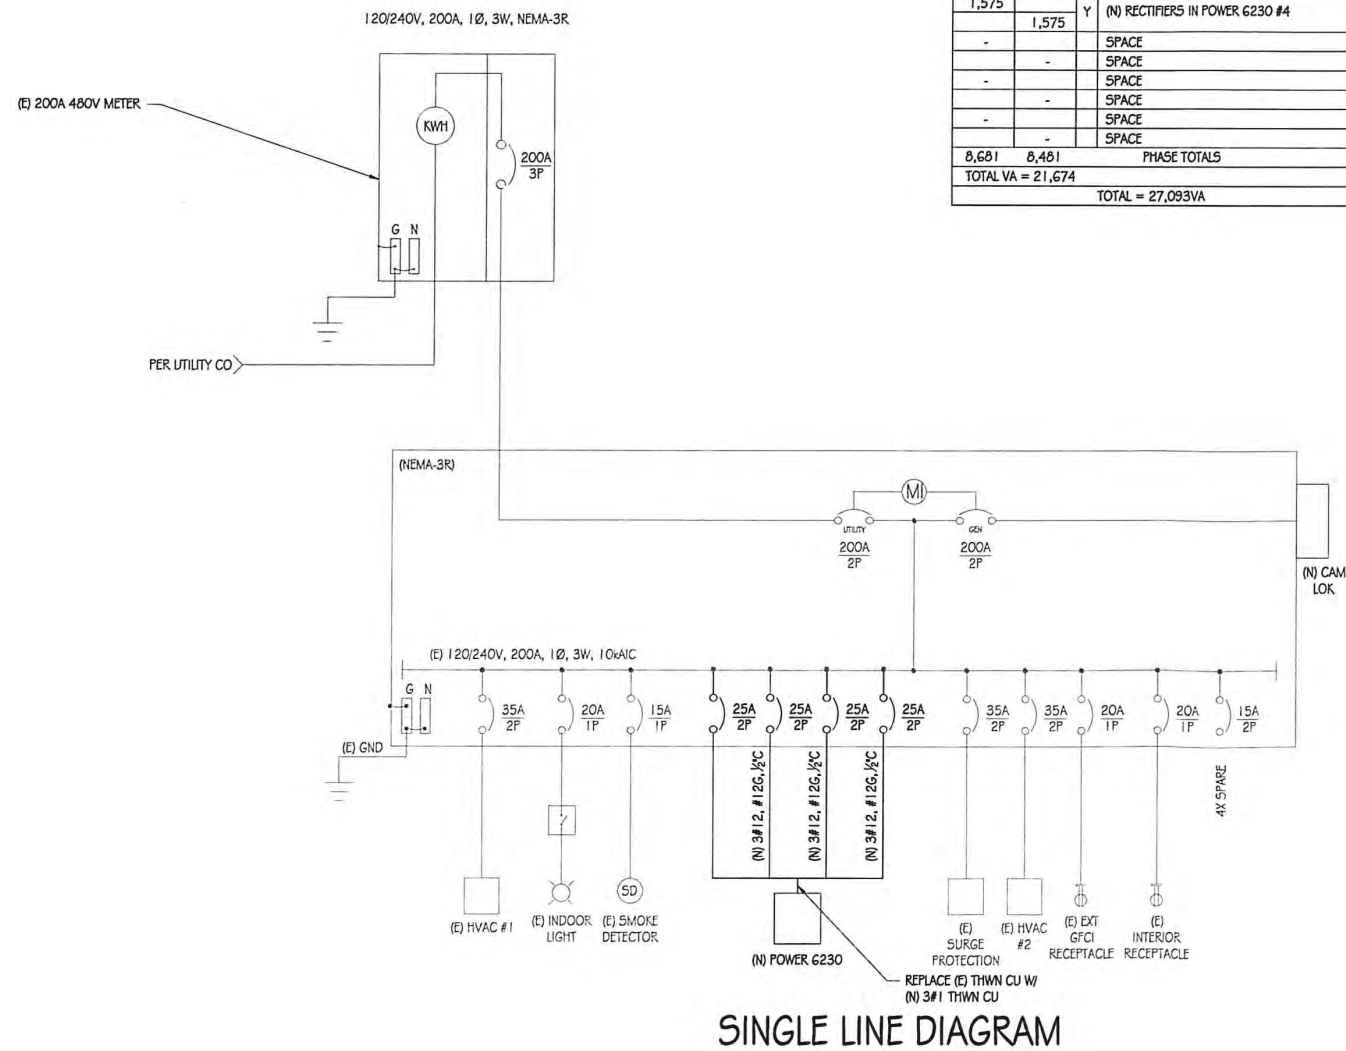 120/240V, 200A, 1Ø, 3W, NEMA-3R
(E) 200A 480V METER
KWH
200A
3P
G N
PER UTILITY CO
1,575
1,575
Y
(N) RECTIFIERS IN POWER 6230 #4
- SPACE
- SPACE
- SPACE
- SPACE
- SPACE
- SPACE
8,681 8,481 PHASE TOTALS
TOTAL VA = 21,674
TOTAL = 27,093VA
(NEMA-3R)
MI
UTILITY
200A
2P
GEN
200A
2P
(N) CAM
LOK
(E) 120/240V, 200A, 1Ø, 3W, 10kAIC
G N
(E) GND
35A
2P
20A
1P
15A
1P
25A
2P
25A
2P
25A
2P
25A
2P
35A
2P
35A
2P
20A
1P
20A
1P
15A
2P
(N) 3#12, #12G,½"C
(N) 3#12, #12G,½"C
(N) 3#12, #12G,½"C
4X SPARE
SD
(E) HVAC #1
(E) INDOOR
LIGHT
(E) SMOKE
DETECTOR
(N) POWER 6230
(E)
SURGE
PROTECTION
(E) HVAC
#2
(E) EXT
GFCI
RECEPTACLE
(E)
INTERIOR
RECEPTACLE
REPLACE (E) THWN CU W/
(N) 3#1 THWN CU
SINGLE LINE DIAGRAM